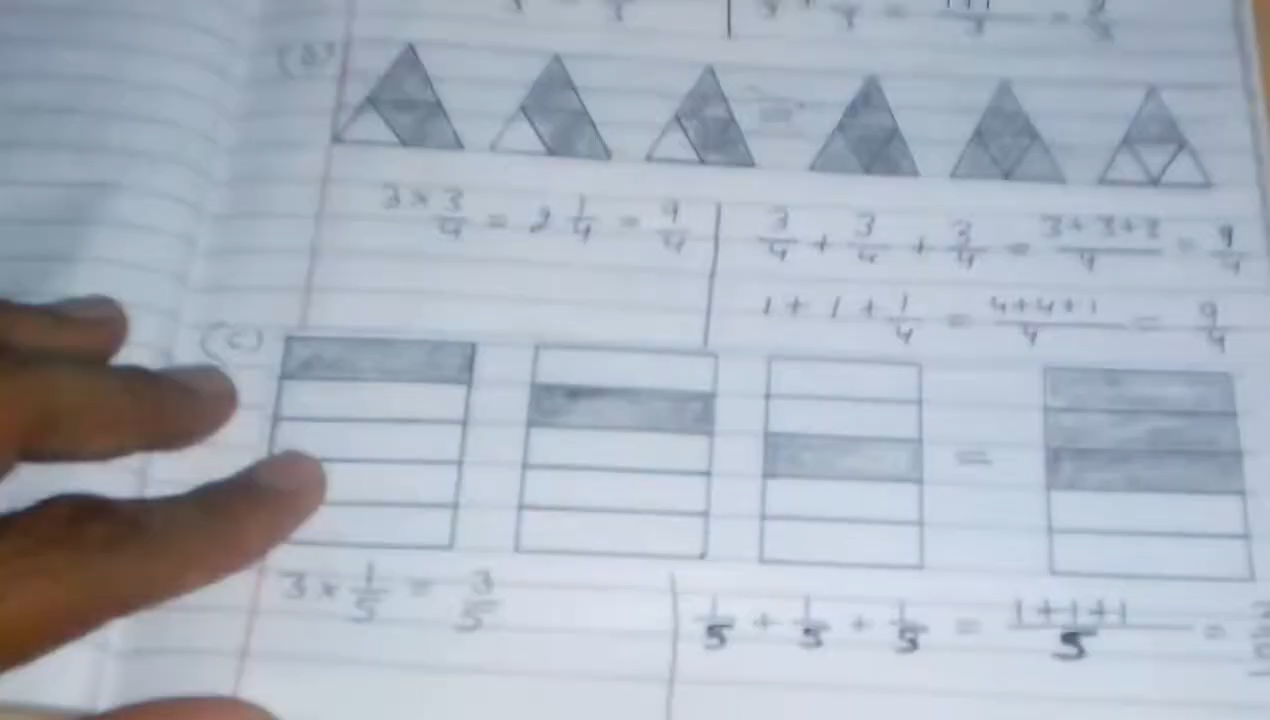 (b)
=
3 × 3/4 = 2 1/4 = 9/4
3/4 + 3/4 + 3/4 = 3+3+3/4 = 9/4
1 + 1 + 1/4 = 4+4+1/4 = 9/4
(c)
=
3 × 1/5 = 3/5
1/5 + 1/5 + 1/5 = 1+1+1/5 =